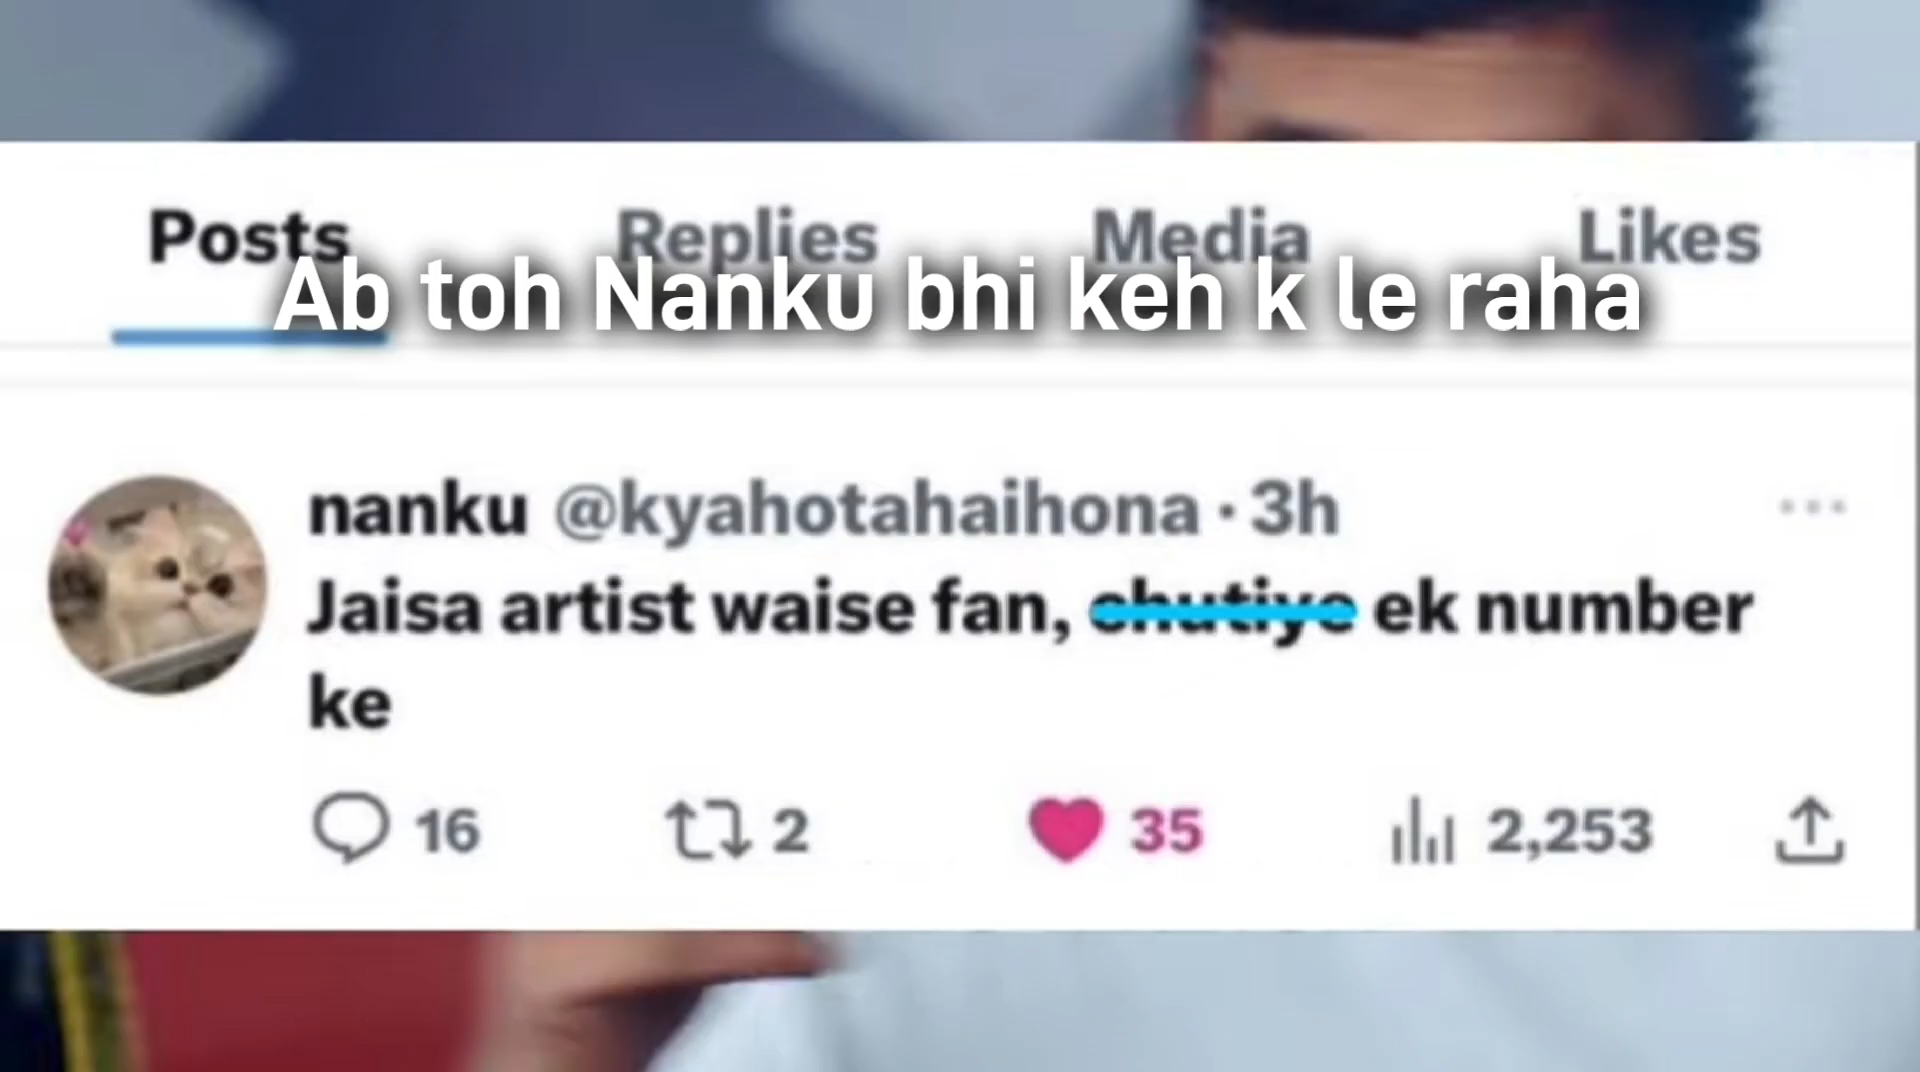 Posts Replies Media Likes
Ab toh Nanku bhi keh k le raha
nanku @kyahotahaihona · 3h
Jaisa artist waise fan, chutiye ek number
ke
16 2 35 2,253